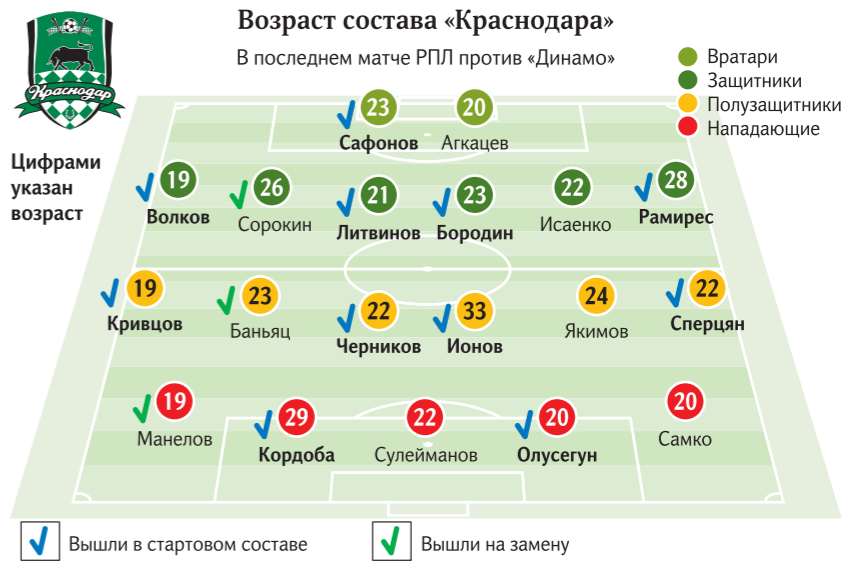 Возраст состава «Краснодара»
В последнем матче РПЛ против «Динамо»
Краснодар
Вратари
Защитники
Полузащитники
Нападающие
Цифрами
указан
возраст
23 20
Сафонов Агкацев
19 26 21 23 22 28
Волков Сорокин Литвинов Бородин Исаенко Рамирес
19 23 22 33 24 22
Кривцов Баньяц Черников Ионов Якимов Сперцян
19 29 22 20 20
Манелов Кордоба Сулейманов Олусегун Самко
Вышли в стартовом составе
Вышли на замену